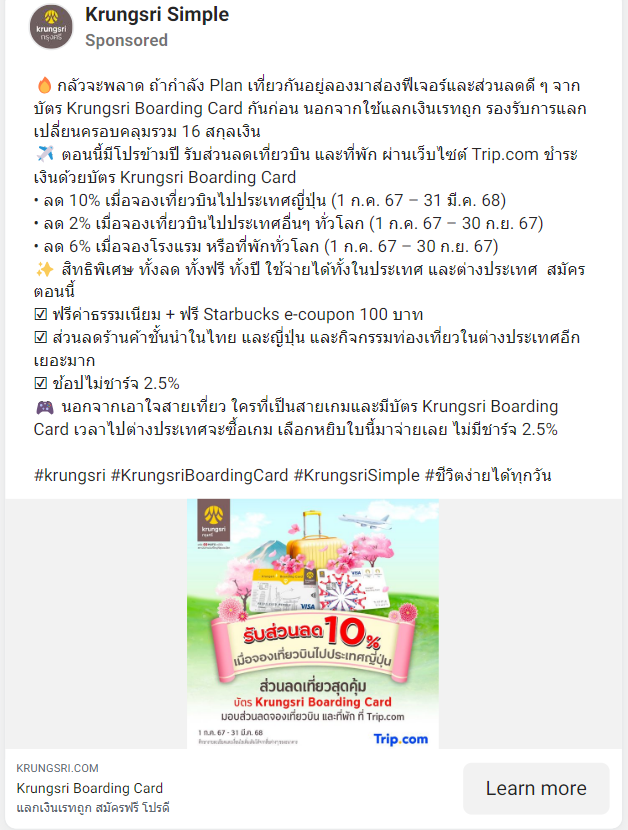 Krungsri Simple
Sponsored
krungsri
กรุงศรี
🔥 กลัวจะพลาด ถ้ากำลัง Plan เที่ยวกันอยู่ลองมาส่องฟีเจอร์และส่วนลดดี ๆ จาก
บัตร Krungsri Boarding Card กันก่อน นอกจากใช้แลกเงินเรทถูก รองรับการแลก
เปลี่ยนครอบคลุมรวม 16 สกุลเงิน
✈️ ตอนนี้มีโปรข้ามปี รับส่วนลดเที่ยวบิน และที่พัก ผ่านเว็บไซต์ Trip.com ชำระ
เงินด้วยบัตร Krungsri Boarding Card
• ลด 10% เมื่อจองเที่ยวบินไปประเทศญี่ปุ่น (1 ก.ค. 67 – 31 มี.ค. 68)
• ลด 2% เมื่อจองเที่ยวบินไปประเทศอื่นๆ ทั่วโลก (1 ก.ค. 67 – 30 ก.ย. 67)
• ลด 6% เมื่อจองโรงแรม หรือที่พักทั่วโลก (1 ก.ค. 67 – 30 ก.ย. 67)
✨ สิทธิพิเศษ ทั้งลด ทั้งฟรี ทั้งปี ใช้จ่ายได้ทั้งในประเทศ และต่างประเทศ สมัคร
ตอนนี้
☑ ฟรีค่าธรรมเนียม + ฟรี Starbucks e-coupon 100 บาท
☑ ส่วนลดร้านค้าชั้นนำในไทย และญี่ปุ่น และกิจกรรมท่องเที่ยวในต่างประเทศอีก
เยอะมาก
☑ ช้อปไม่ชาร์จ 2.5%
🎮 นอกจากเอาใจสายเที่ยว ใครที่เป็นสายเกมและมีบัตร Krungsri Boarding
Card เวลาไปต่างประเทศจะซื้อเกม เลือกหยิบใบนี้มาจ่ายเลย ไม่มีชาร์จ 2.5%
#krungsri #KrungsriBoardingCard #KrungsriSimple #ชีวิตง่ายได้ทุกวัน
krungsri
กรุงศรี
VISA
VISA
รับส่วนลด 10%
เมื่อจองเที่ยวบินไปประเทศญี่ปุ่น
ส่วนลดเที่ยวสุดคุ้ม
บัตร Krungsri Boarding Card
มอบส่วนลดจองเที่ยวบิน และที่พัก ที่ Trip.com
1 ก.ค. 67 - 31 มี.ค. 68
Trip.com
KRUNGSRI.COM
Krungsri Boarding Card
แลกเงินเรทถูก สมัครฟรี โปรดี
Learn more